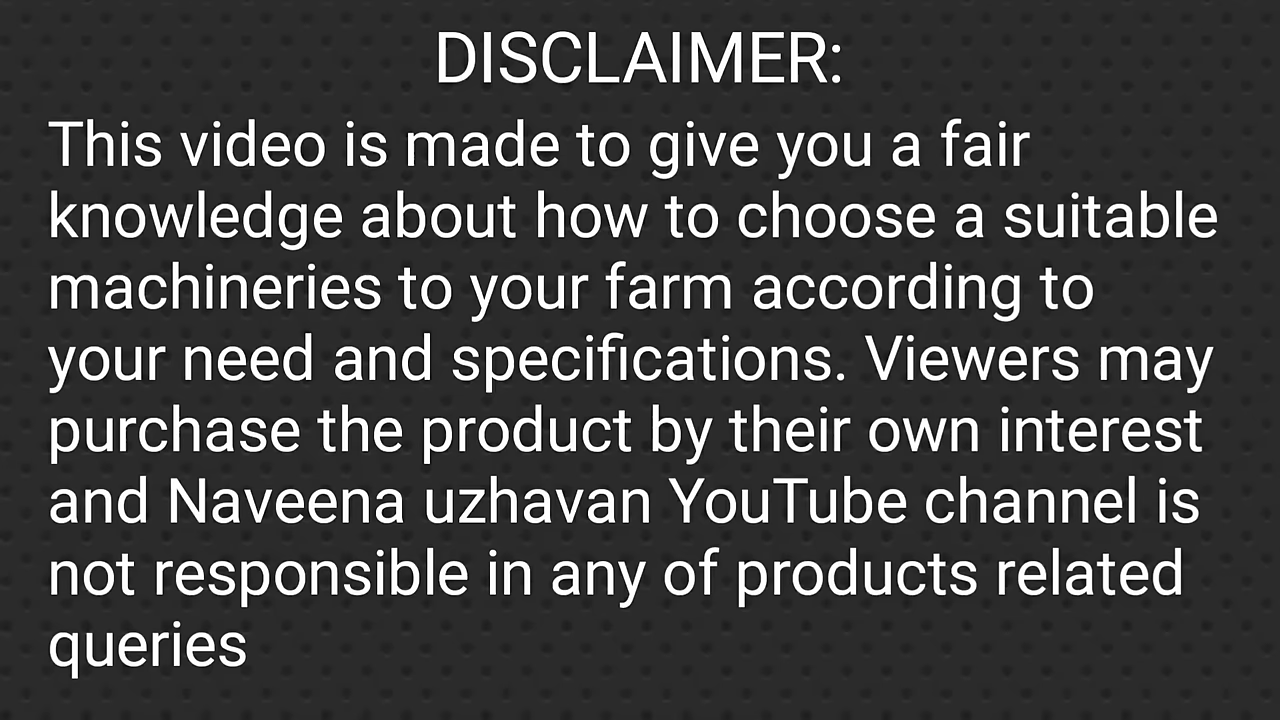 DISCLAIMER:
This video is made to give you a fair
knowledge about how to choose a suitable
machineries to your farm according to
your need and specifications. Viewers may
purchase the product by their own interest
and Naveena uzhavan YouTube channel is
not responsible in any of products related
queries